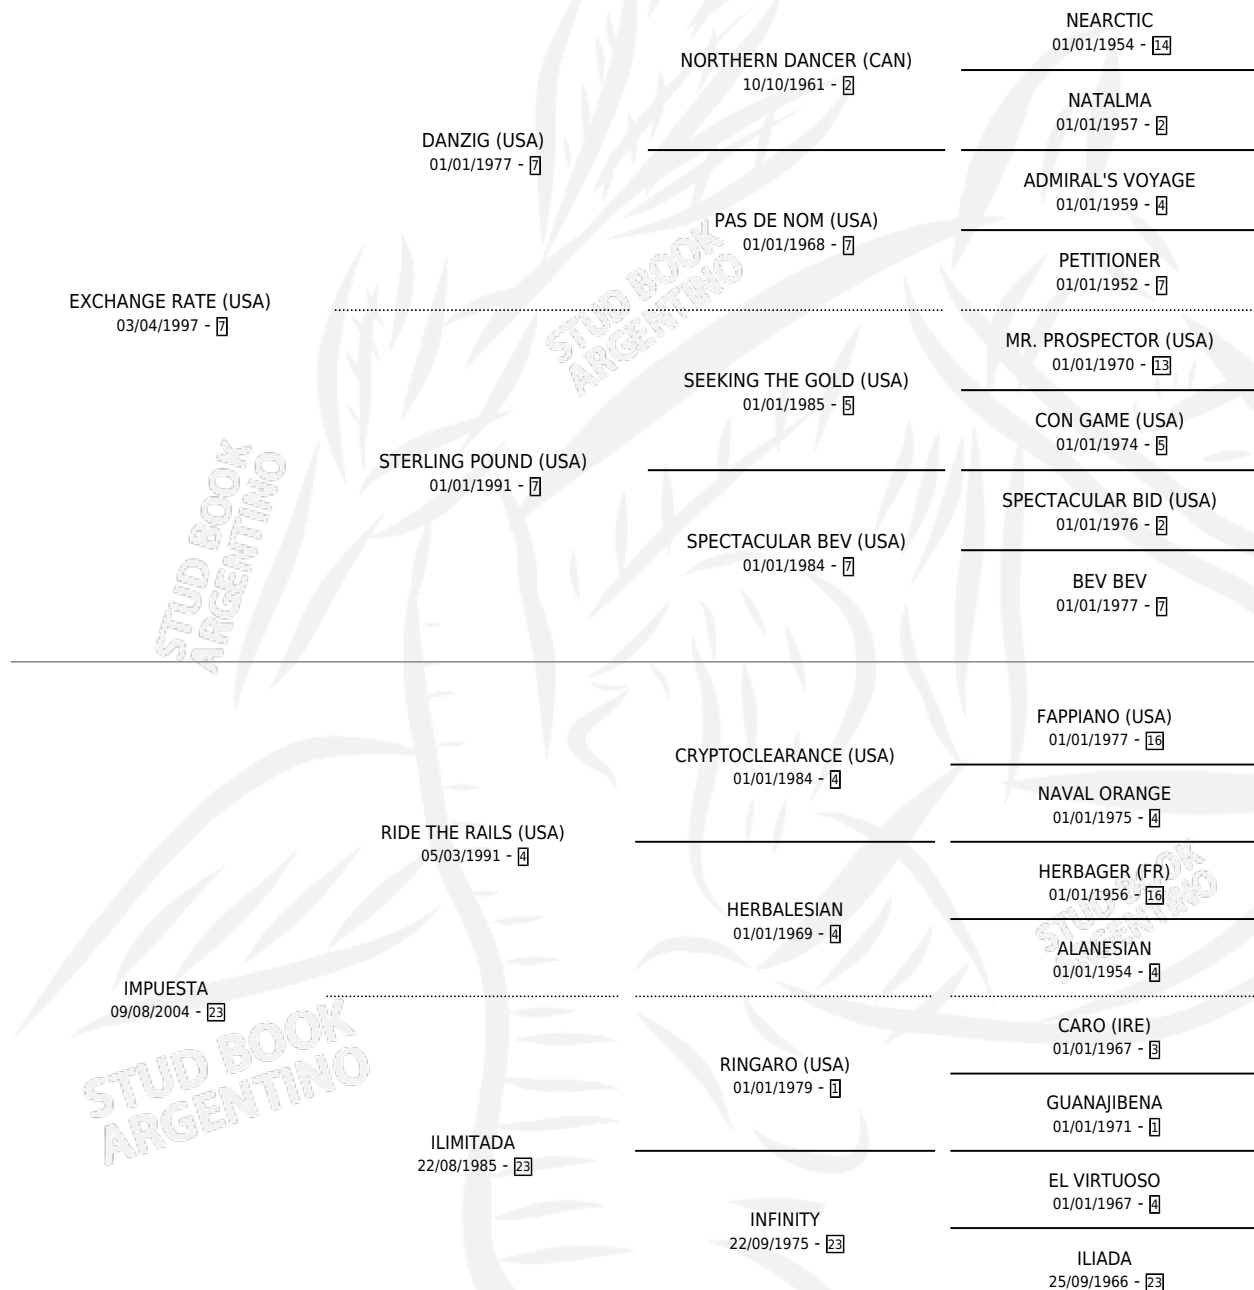 NEARCTIC
01/01/1954 - 14
NORTHERN DANCER (CAN)
10/10/1961 - 2
NATALMA
01/01/1957 - 2
DANZIG (USA)
01/01/1977 - 7
ADMIRAL'S VOYAGE
01/01/1959 - 4
PAS DE NOM (USA)
01/01/1968 - 7
PETITIONER
01/01/1952 - 7
EXCHANGE RATE (USA)
03/04/1997 - 7
MR. PROSPECTOR (USA)
01/01/1970 - 13
SEEKING THE GOLD (USA)
01/01/1985 - 5
CON GAME (USA)
01/01/1974 - 5
STERLING POUND (USA)
01/01/1991 - 7
SPECTACULAR BID (USA)
01/01/1976 - 2
SPECTACULAR BEV (USA)
01/01/1984 - 7
BEV BEV
01/01/1977 - 7
FAPPIANO (USA)
01/01/1977 - 16
CRYPTOCLEARANCE (USA)
01/01/1984 - 4
NAVAL ORANGE
01/01/1975 - 4
RIDE THE RAILS (USA)
05/03/1991 - 4
HERBAGER (FR)
01/01/1956 - 16
HERBALESIAN
01/01/1969 - 4
ALANESIAN
01/01/1954 - 4
IMPUESTA
09/08/2004 - 23
CARO (IRE)
01/01/1967 - 3
RINGARO (USA)
01/01/1979 - 1
GUANAJIBENA
01/01/1971 - 1
ILIMITADA
22/08/1985 - 23
EL VIRTUOSO
01/01/1967 - 4
INFINITY
22/09/1975 - 23
ILIADA
25/09/1966 - 23
STUD BOOK
ARGENTINO
STUD BOOK
ARGENTINO
STUD BOOK
ARGENTINO
STUD BOOK
ARGENTINO